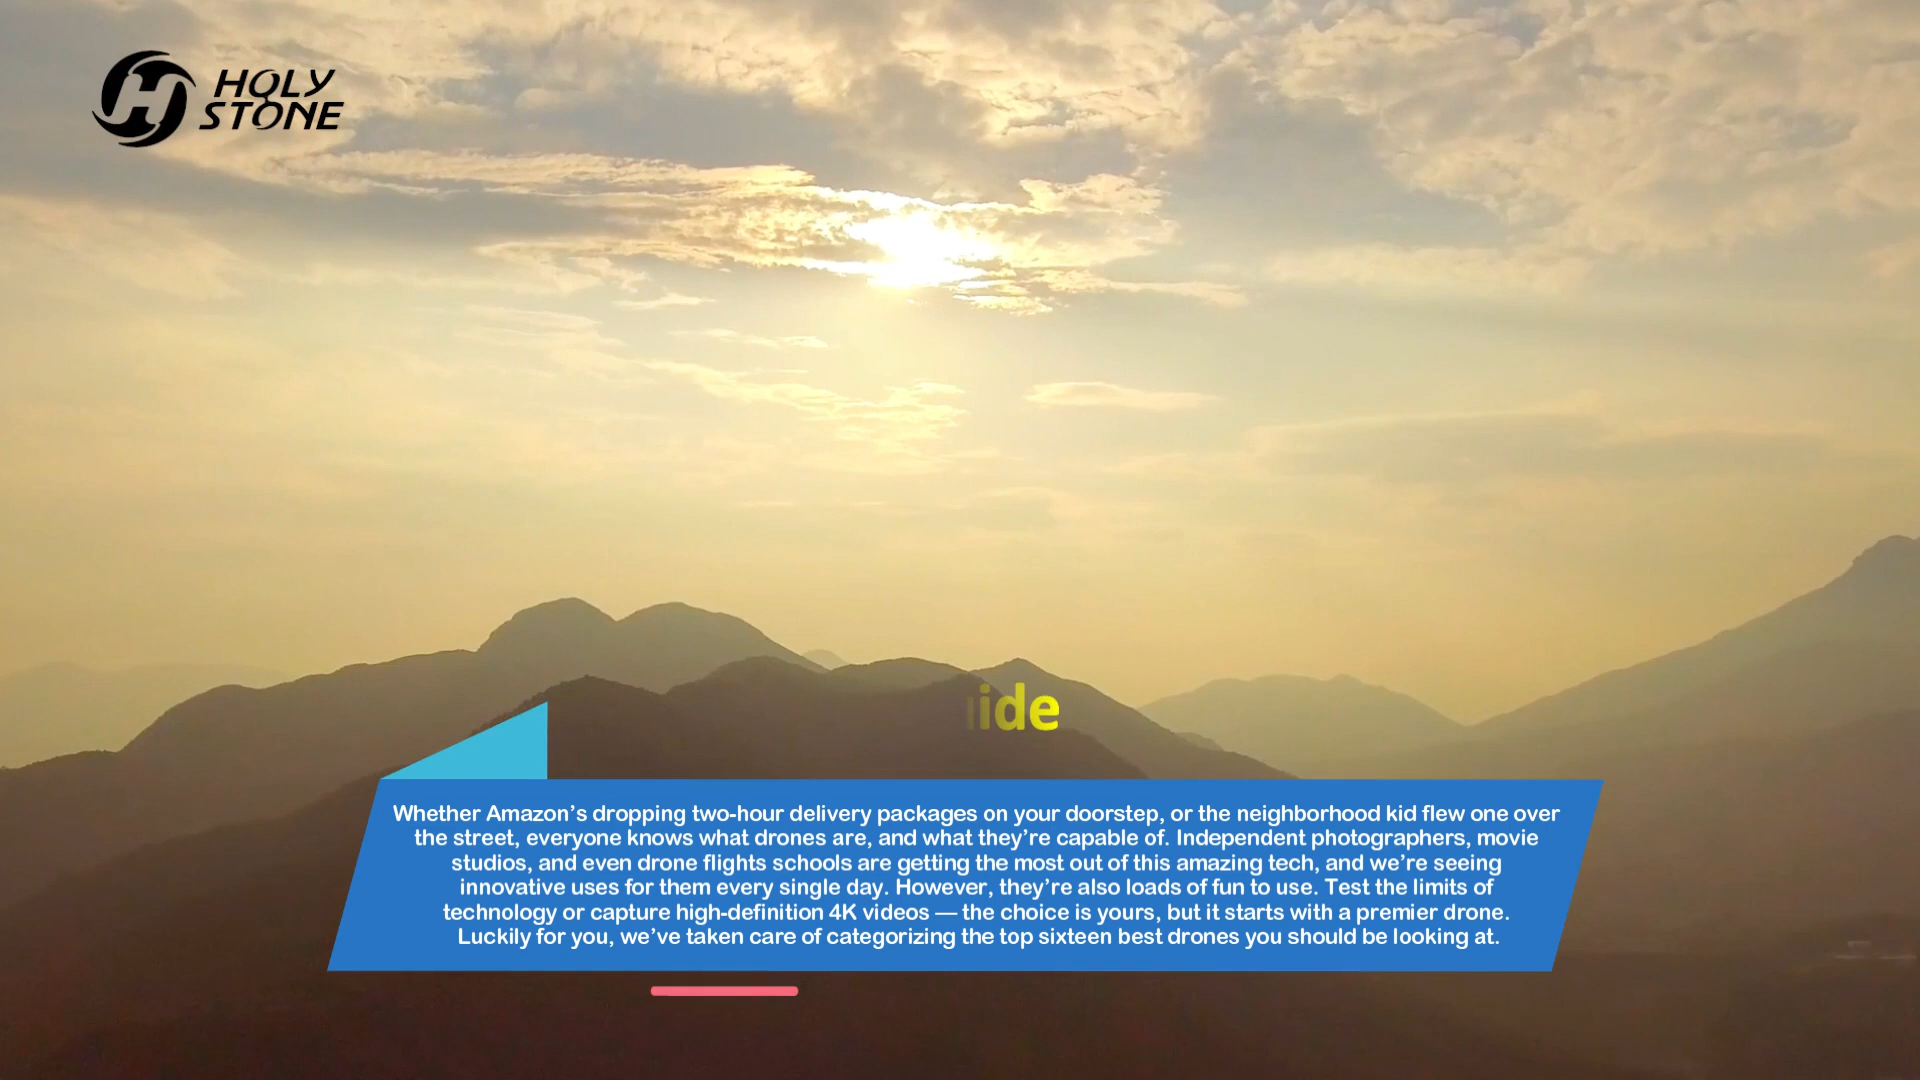 HOLY
STONE
ide
Whether Amazon's dropping two-hour delivery packages on your doorstep, or the neighborhood kid flew one over
the street, everyone knows what drones are, and what they're capable of. Independent photographers, movie
studios, and even drone flights schools are getting the most out of this amazing tech, and we're seeing
innovative uses for them every single day. However, they're also loads of fun to use. Test the limits of
technology or capture high-definition 4K videos — the choice is yours, but it starts with a premier drone.
Luckily for you, we've taken care of categorizing the top sixteen best drones you should be looking at.